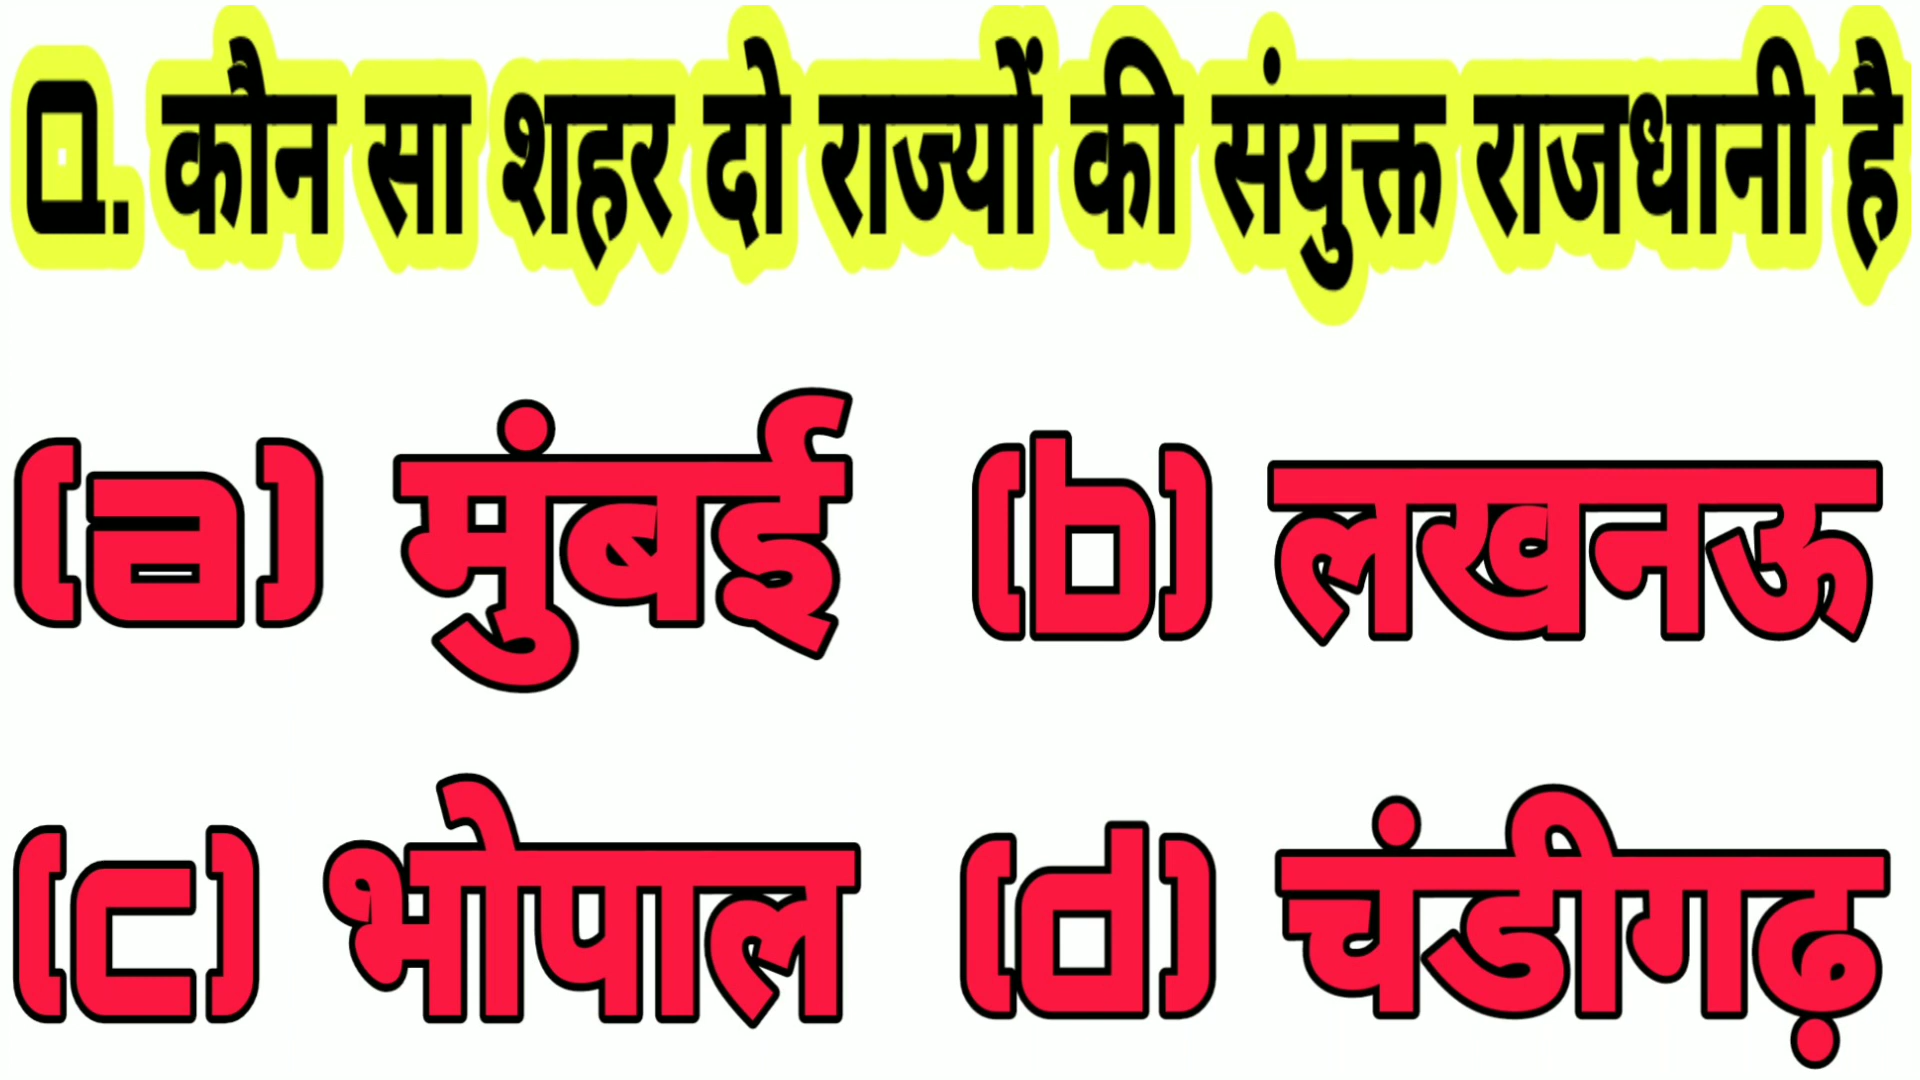 Q. कौन सा शहर दो राज्यों की संयुक्त राजधानी है
(a) मुंबई (b) लखनऊ
(c) भोपाल (d) चंडीगढ़